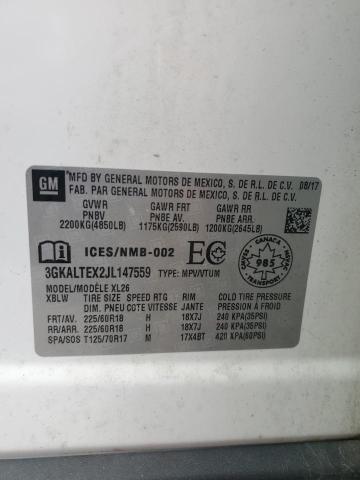 GM
MFD BY GENERAL MOTORS DE MEXICO, S. DE R.L. DE C.V. 08/17
FAB. PAR GENERAL MOTORS DE MEXICO, S. DE R.L. DE C.V.
GVWR GAWR FRT GAWR RR
PNBV PNBE AV. PNBE ARR.
2200KG(4850LB) 1175KG(2590LB) 1200KG(2645LB)
i ICES/NMB-002 EC CANADA 985 CMVSS NSVAC
3GKALTEX2JL147559 TYPE: MPV/VTUM
MODEL/MODÈLE XL26
XBLW TIRE SIZE SPEED RTG RIM COLD TIRE PRESSURE
DIM. PNEU COTE VITESSE JANTE PRESSION À FROID
FRT/AV. 225/60R18 H 18X7J 240 KPA(35PSI)
RR/ARR. 225/60R18 H 18X7J 240 KPA(35PSI)
SPA/SOS T125/70R17 M 17X4BT 420 KPA(60PSI)